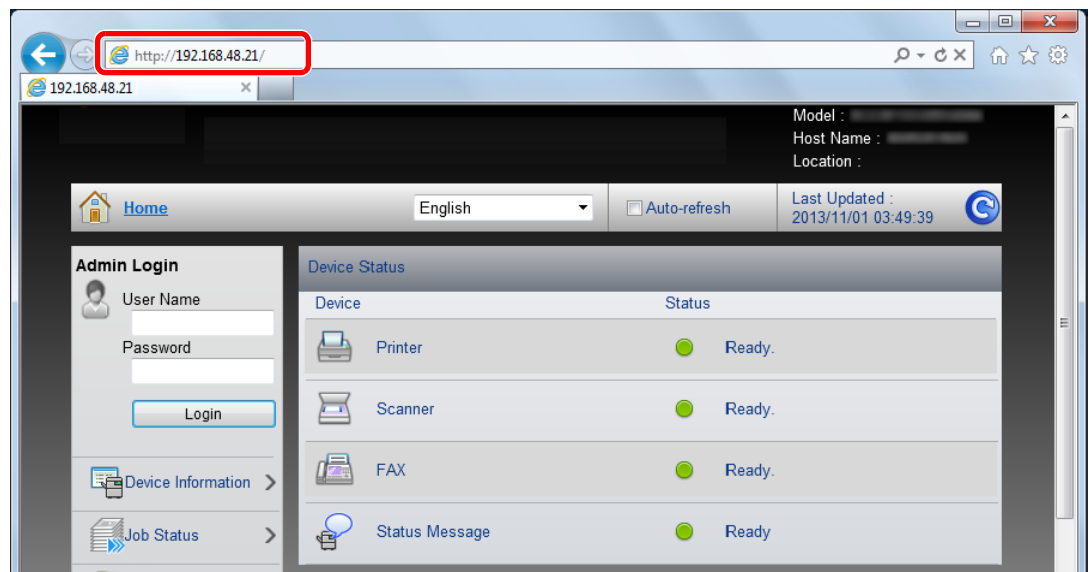 http://192.168.48.21/
192.168.48.21
Model :
Host Name :
Location :
Home
English
Auto-refresh
Last Updated :
2013/11/01 03:49:39
Admin Login
User Name
Password
Login
Device Information
Job Status
Device Status
Device Status
Printer Ready.
Scanner Ready.
FAX Ready.
Status Message Ready